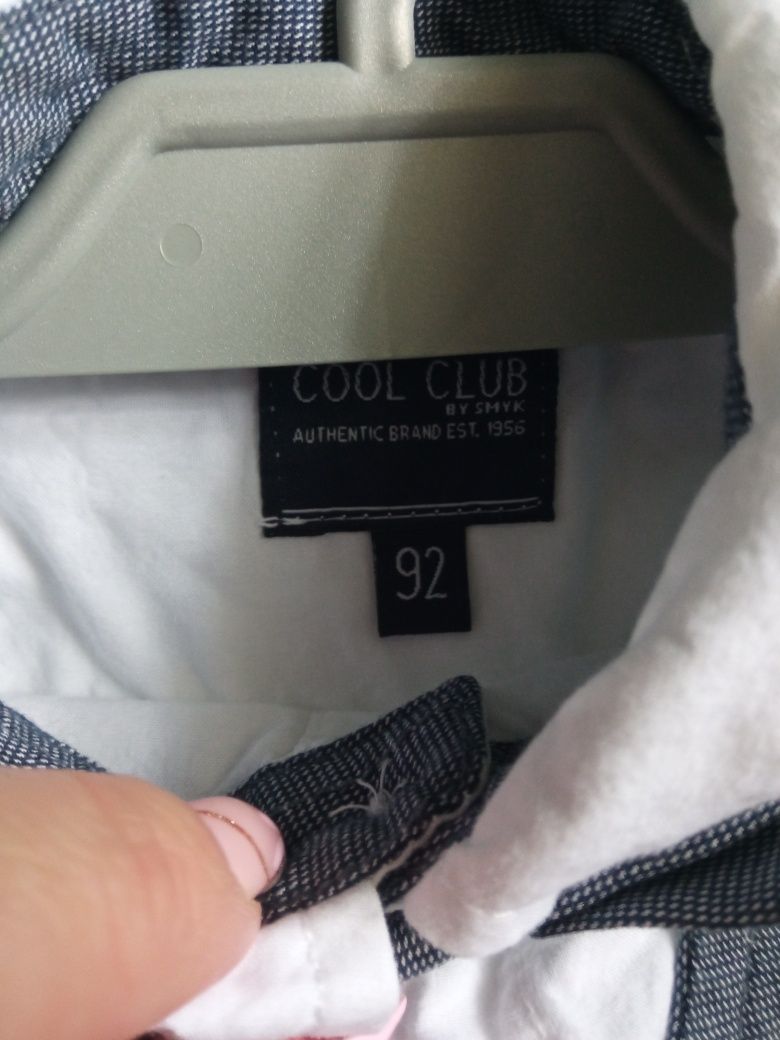 COOL CLUB
BY SMYK
AUTHENTIC BRAND EST. 1956
92